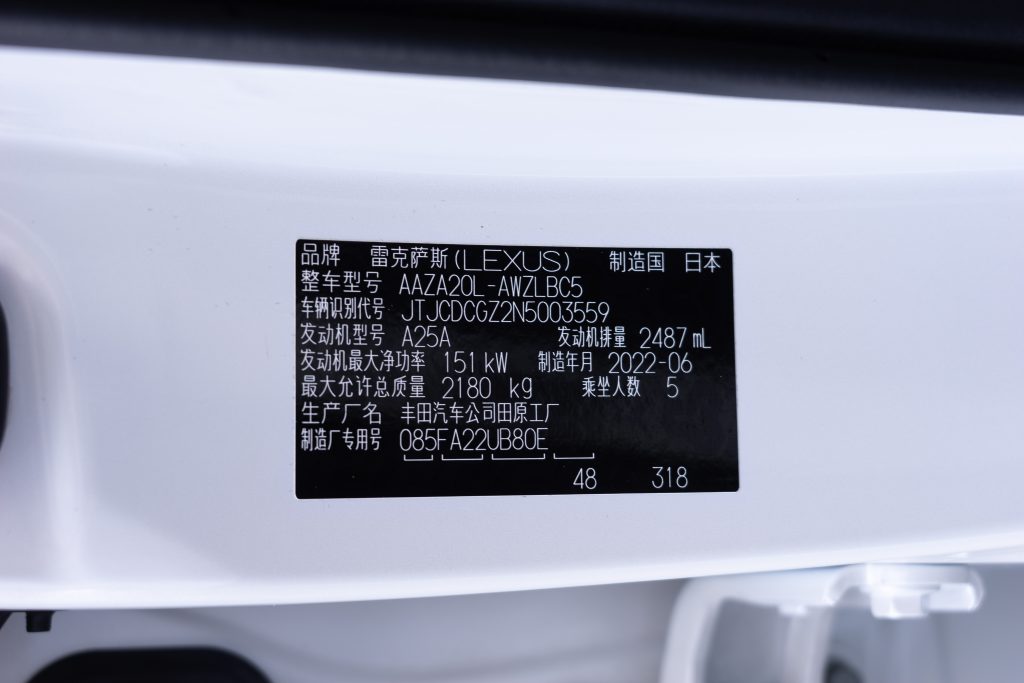 品牌 雷克萨斯(LEXUS) 制造国 日本
整车型号 AAZA20L-AWZLBC5
车辆识别代号 JTJCDCGZ2N5003559
发动机型号 A25A 发动机排量 2487 mL
发动机最大净功率 151 kW 制造年月 2022-06
最大允许总质量 2180 kg 乘坐人数 5
生产厂名 丰田汽车公司田原工厂
制造厂专用号 085FA22UB80E
48 318